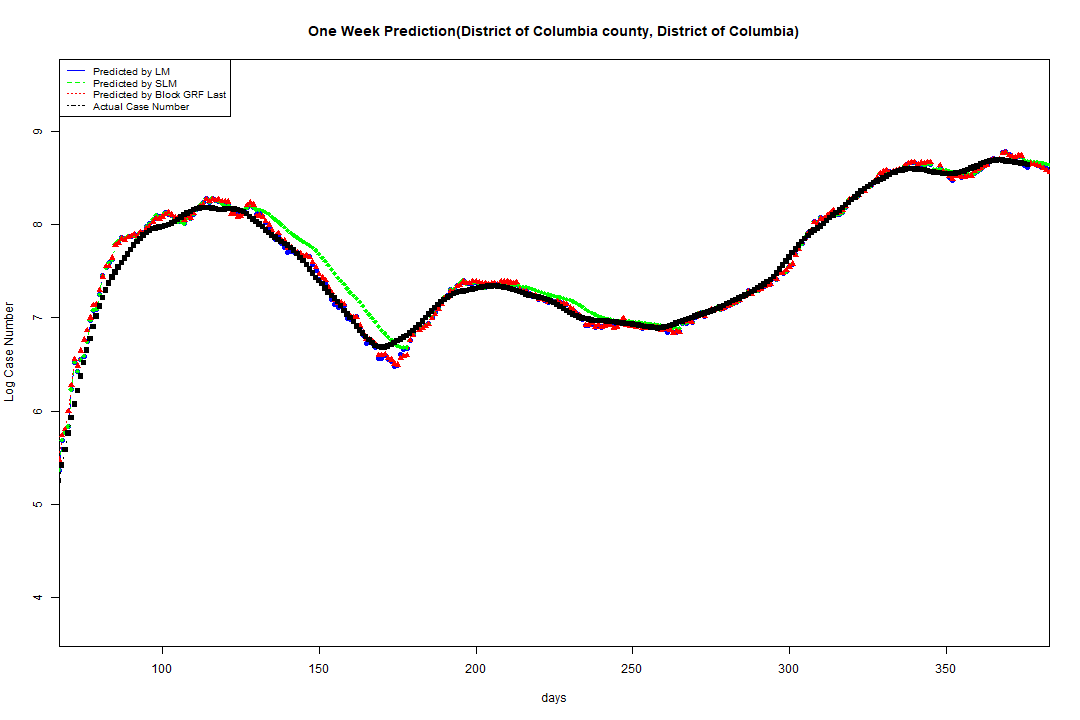 One Week Prediction(District of Columbia county, District of Columbia)
Predicted by LM
Predicted by SLM
Predicted by Block GRF Last
Actual Case Number
9
8
7
6
5
4
Log Case Number
100 150 200 250 300 350
days